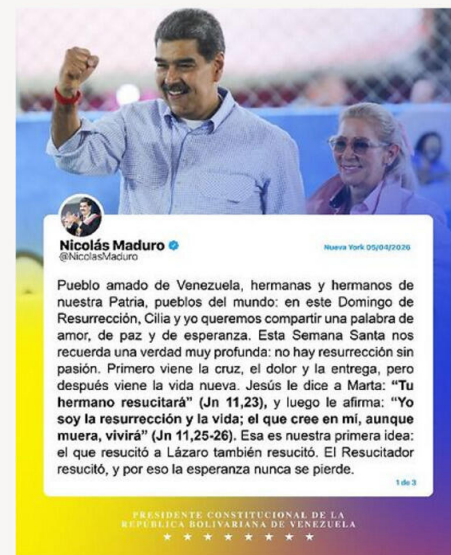 Nicolás Maduro
@NicolasMaduro
Nueva York 05/04/2026
Pueblo amado de Venezuela, hermanas y hermanos de
nuestra Patria, pueblos del mundo: en este Domingo de
Resurrección, Cilia y yo queremos compartir una palabra de
amor, de paz y de esperanza. Esta Semana Santa nos
recuerda una verdad muy profunda: no hay resurrección sin
pasión. Primero viene la cruz, el dolor y la entrega, pero
después viene la vida nueva. Jesús le dice a Marta: “Tu
hermano resucitará” (Jn 11,23), y luego le afirma: “Yo
soy la resurrección y la vida; el que cree en mí, aunque
muera, vivirá” (Jn 11,25-26). Esa es nuestra primera idea:
el que resucitó a Lázaro también resucitó. El Resucitador
resucitó, y por eso la esperanza nunca se pierde.
1 de 3
PRESIDENTE CONSTITUCIONAL DE LA
REPÚBLICA BOLIVARIANA DE VENEZUELA